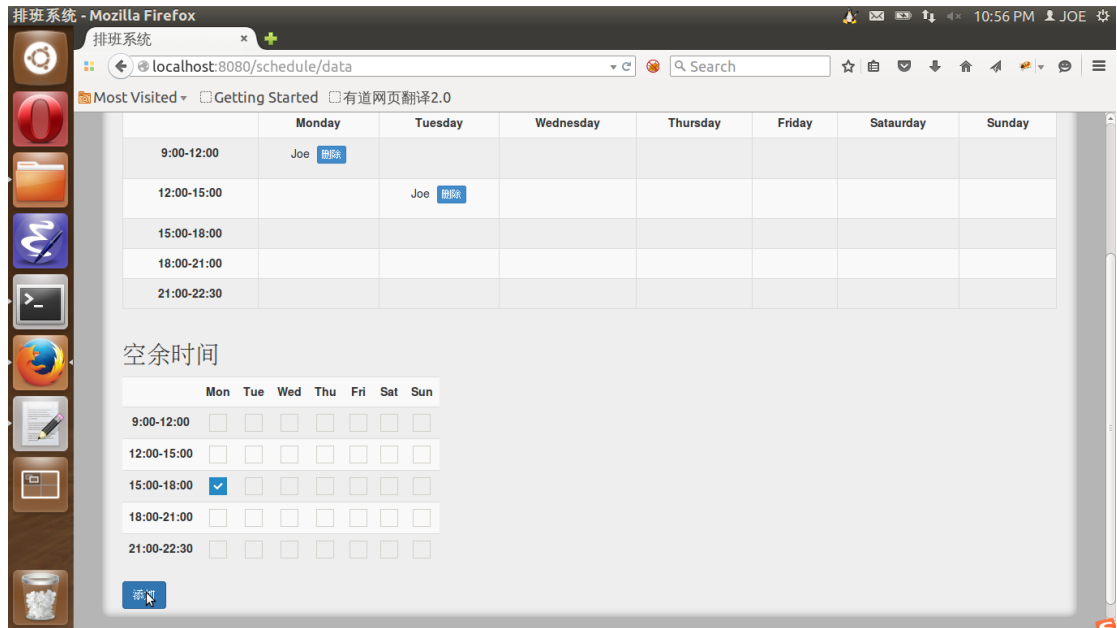 排班系统 - Mozilla Firefox
10:56 PM JOE
排班系统
localhost:8080/schedule/data
Search
Most Visited Getting Started 有道网页翻译2.0
Monday Tuesday Wednesday Thursday Friday Sataurday Sunday
9:00-12:00 Joe 删除
12:00-15:00 Joe 删除
15:00-18:00
18:00-21:00
21:00-22:30
空余时间
Mon Tue Wed Thu Fri Sat Sun
9:00-12:00
12:00-15:00
15:00-18:00
18:00-21:00
21:00-22:30